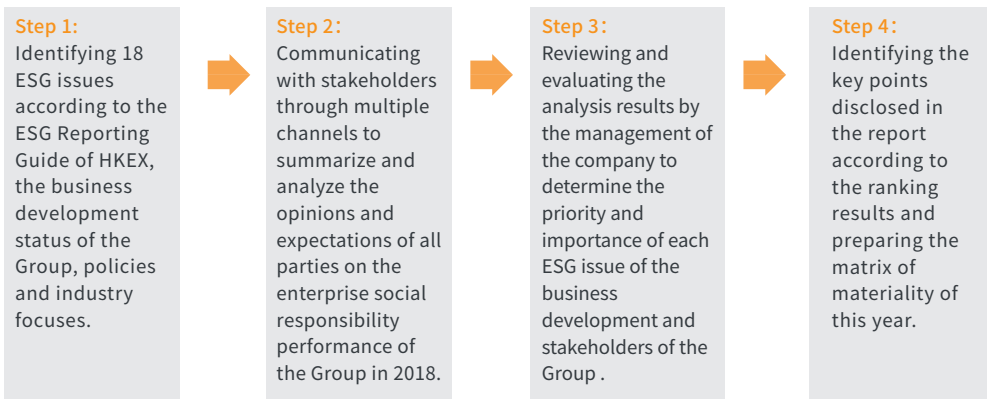 Step 1:
Identifying 18
ESG issues
according to the
ESG Reporting
Guide of HKEX,
the business
development
status of the
Group, policies
and industry
focuses.
Step 2：
Communicating
with stakeholders
through multiple
channels to
summarize and
analyze the
opinions and
expectations of all
parties on the
enterprise social
responsibility
performance of
the Group in 2018.
Step 3：
Reviewing and
evaluating the
analysis results by
the management of
the company to
determine the
priority and
importance of each
ESG issue of the
business
development and
stakeholders of the
Group .
Step 4：
Identifying the
key points
disclosed in
the report
according to
the ranking
results and
preparing the
matrix of
materiality of
this year.